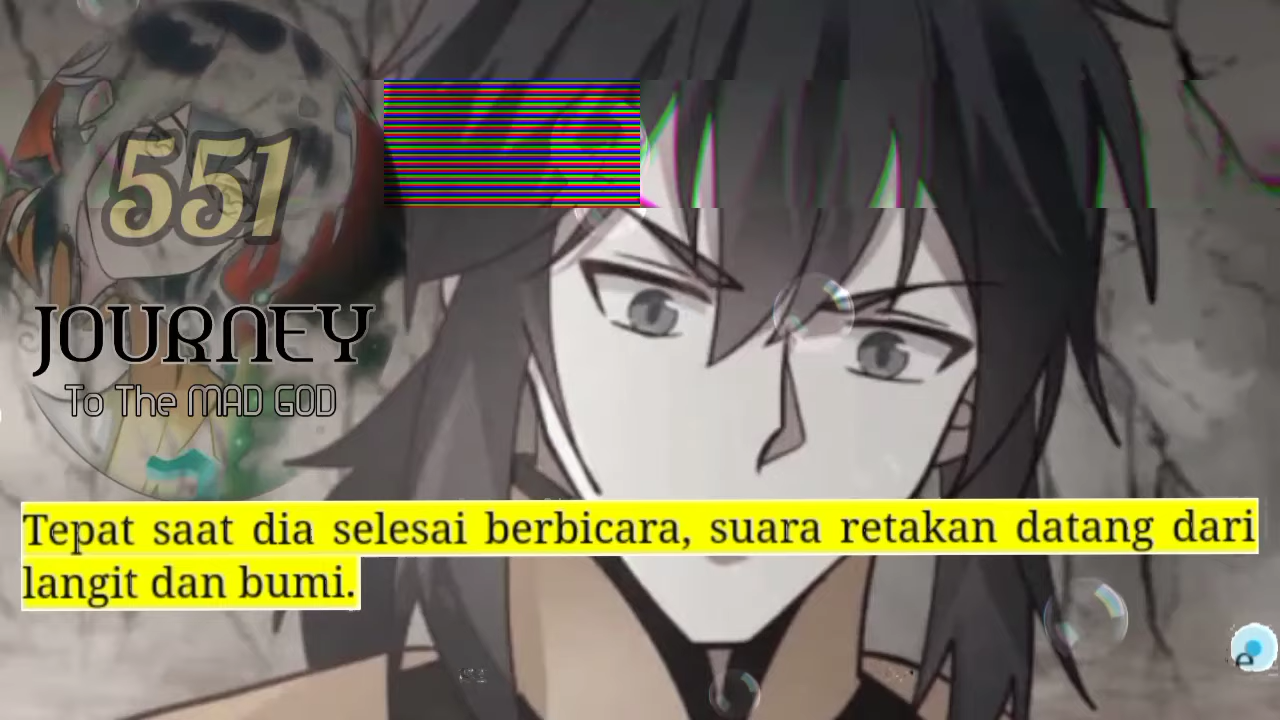 551
JOURNEY
To The MAD GOD
Tepat saat dia selesai berbicara, suara retakan datang dari
langit dan bumi.
e